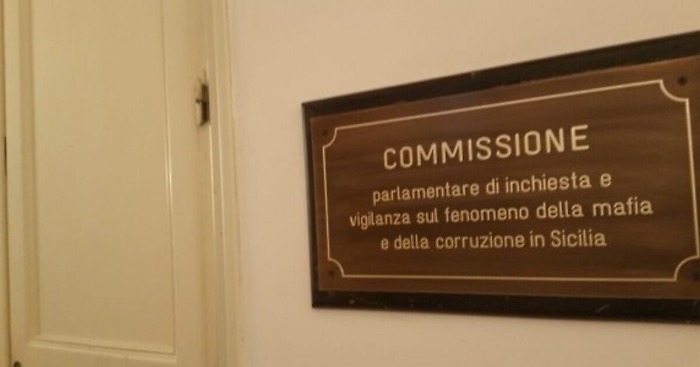 COMMISSIONE
parlamentare di inchiesta e
vigilanza sul fenomeno della mafia
e della corruzione in Sicilia